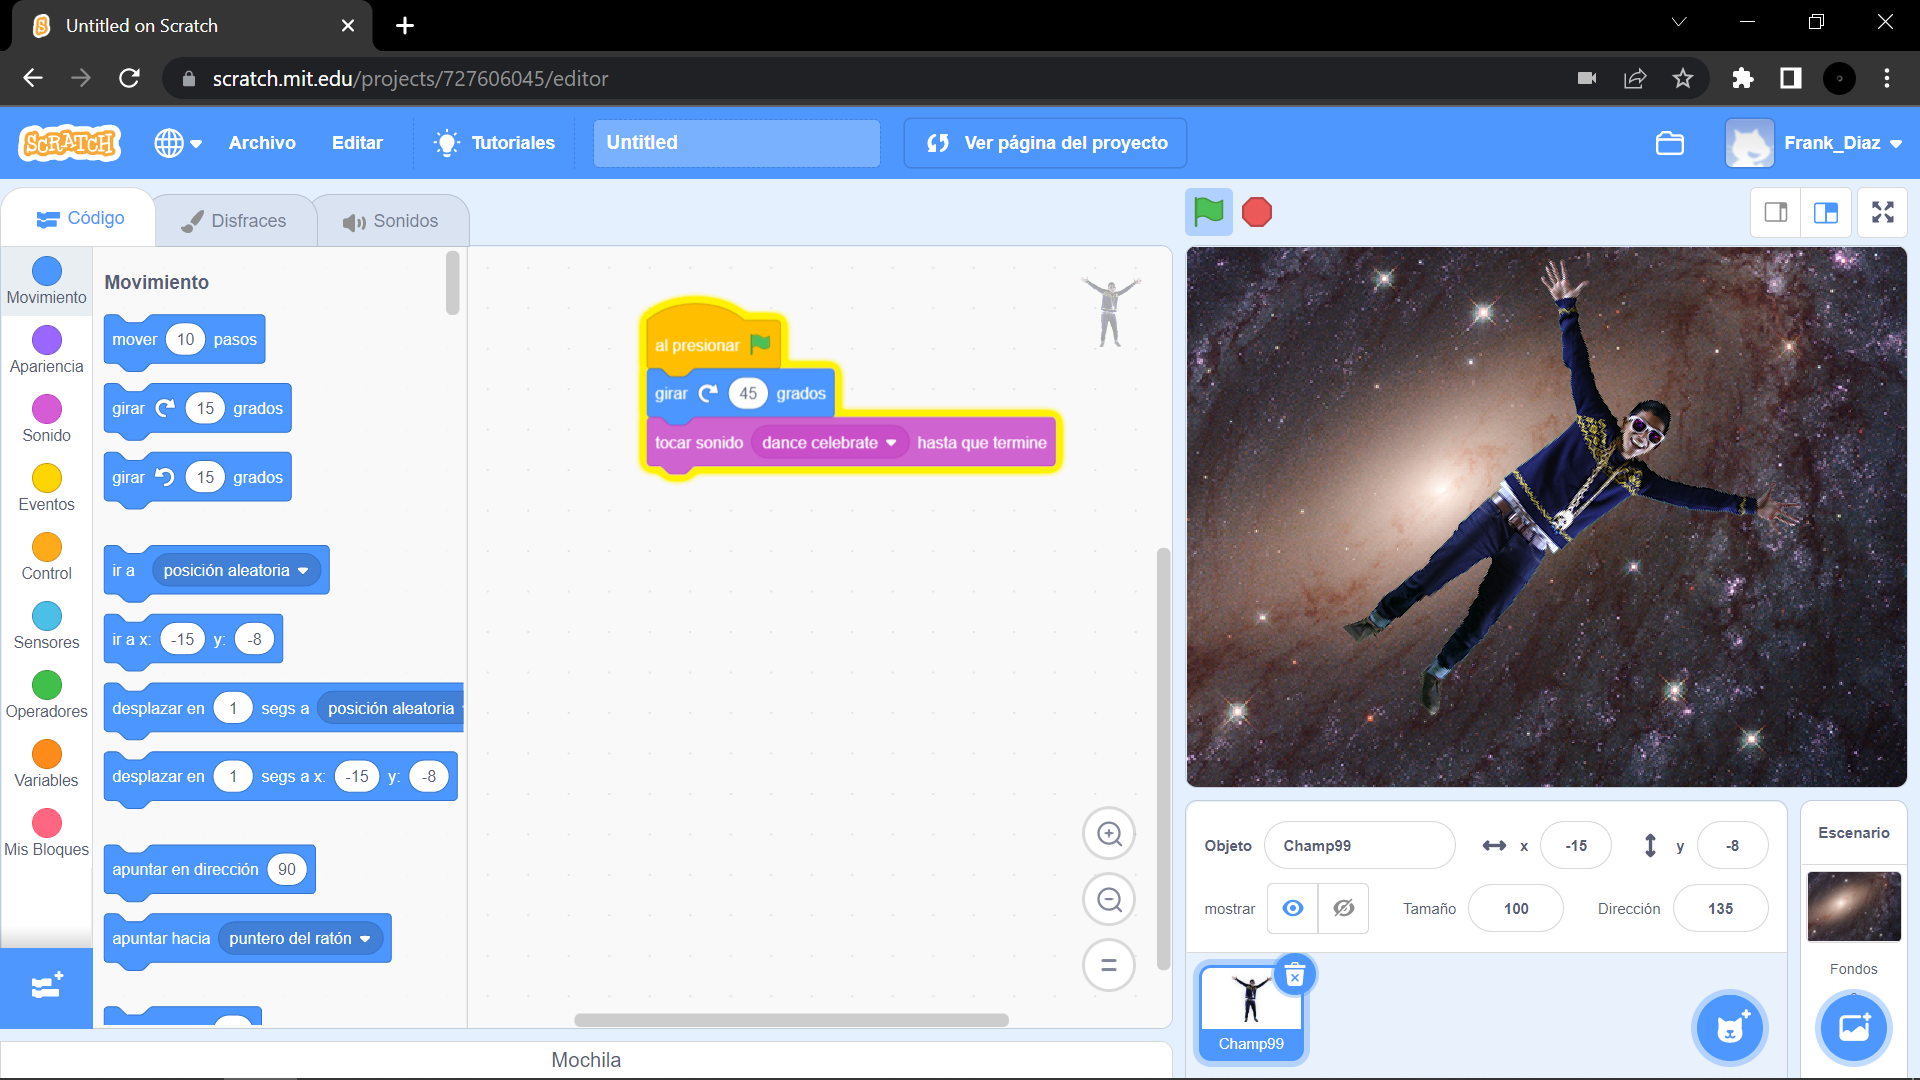 Untitled on Scratch
scratch.mit.edu/projects/727606045/editor
SCRATCH
Archivo
Editar
Tutoriales
Untitled
Ver página del proyecto
Frank_Diaz
Código
Disfraces
Sonidos
Movimiento
Apariencia
Sonido
Eventos
Control
Sensores
Operadores
Variables
Mis Bloques
Movimiento
mover 10 pasos
girar 15 grados
girar 15 grados
ir a posición aleatoria
ir a x: -15 y: -8
desplazar en 1 segs a posición aleatoria
desplazar en 1 segs a x: -15 y: -8
apuntar en dirección 90
apuntar hacia puntero del ratón
al presionar
girar 45 grados
tocar sonido dance celebrate hasta que termine
Mochila
Objeto Champ99 x -15 y -8
mostrar Tamaño 100 Dirección 135
Champ99
Escenario
Fondos